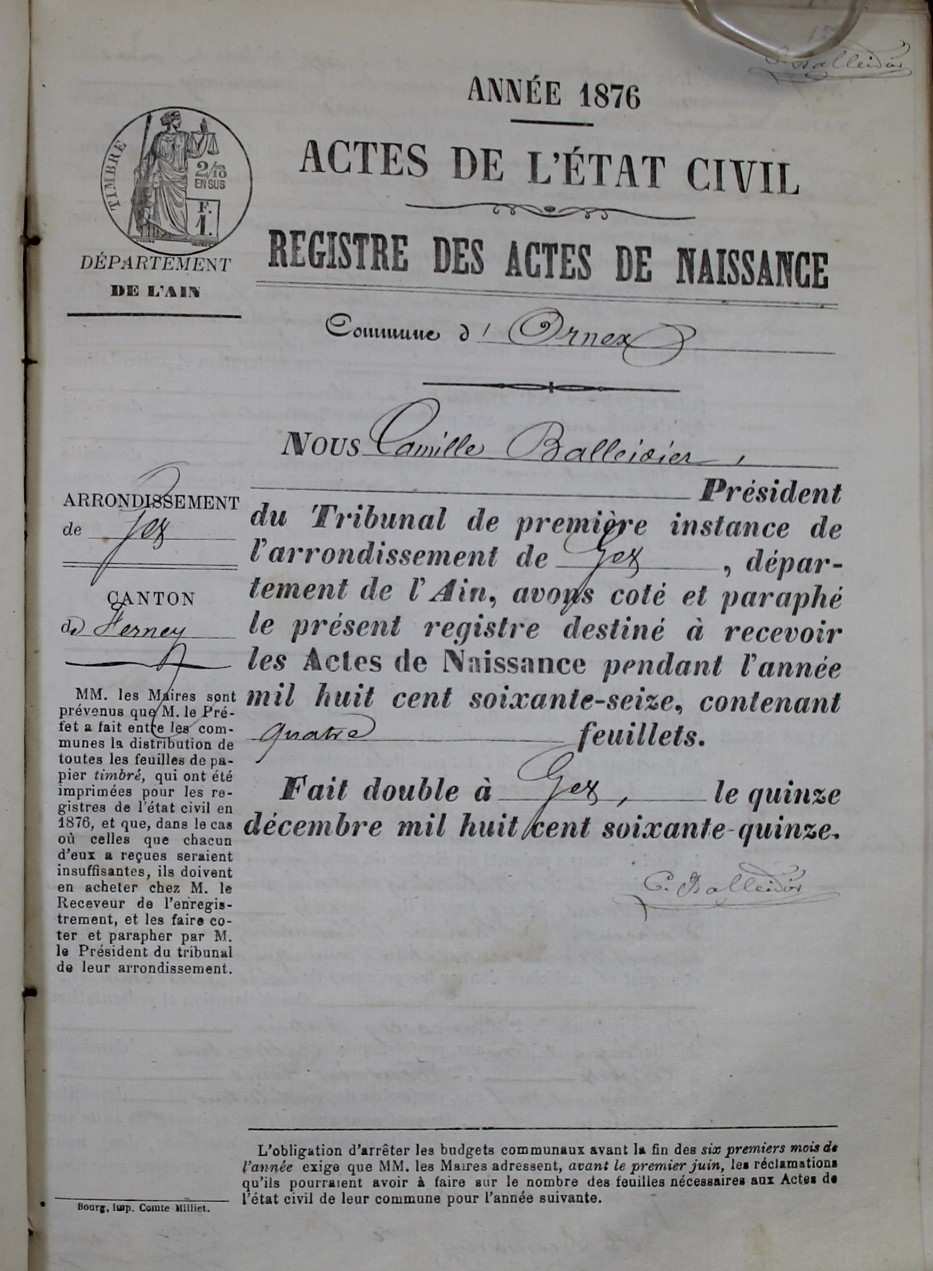 C. Balleidier
ANNÉE 1876
ACTES DE L'ÉTAT CIVIL
REGISTRE DES ACTES DE NAISSANCE
TIMBRE
2/10
EN SUS
F.
1.
DÉPARTEMENT
DE L'AIN
Commune d'Ornex
NOUS Camille Balleidier,
Président
du Tribunal de première instance de
l'arrondissement de Gex, dépar-
tement de l'Ain, avons coté et paraphé
le présent registre destiné à recevoir
les Actes de Naissance pendant l'année
mil huit cent soixante-seize, contenant
quatre feuillets.
Fait double à Gex, le quinze
décembre mil huit cent soixante-quinze.
C. Balleidier
ARRONDISSEMENT
de Gex
CANTON
de Ferney
MM. les Maires sont
prévenus que M. le Pré-
fet a fait entre les com-
munes la distribution de
toutes les feuilles de pa-
pier timbré, qui ont été
imprimées pour les re-
gistres de l'état civil en
1876, et que, dans le cas
où celles que chacun
d'eux a reçues seraient
insuffisantes, ils doivent
en acheter chez M. le
Receveur de l'enregis-
trement, et les faire co-
ter et parapher par M.
le Président du tribunal
de leur arrondissement.
L'obligation d'arrêter les budgets communaux avant la fin des six premiers mois de
l'année exige que MM. les Maires adressent, avant le premier juin, les réclamations
qu'ils pourraient avoir à faire sur le nombre des feuilles nécessaires aux Actes de
l'état civil de leur commune pour l'année suivante.
Bourg, Imp. Comte Milliet.